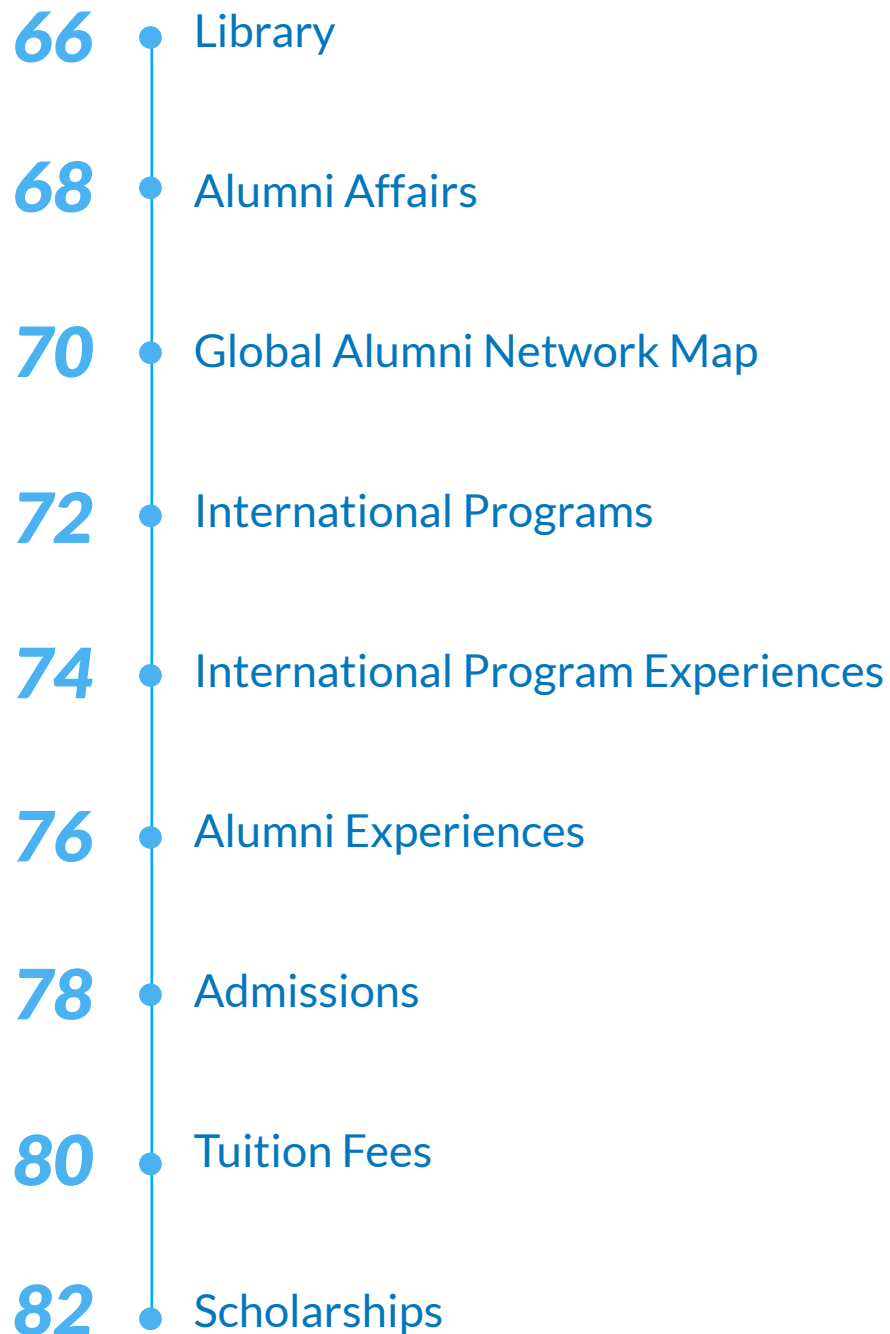 66 Library
68 Alumni Affairs
70 Global Alumni Network Map
72 International Programs
74 International Program Experiences
76 Alumni Experiences
78 Admissions
80 Tuition Fees
82 Scholarships